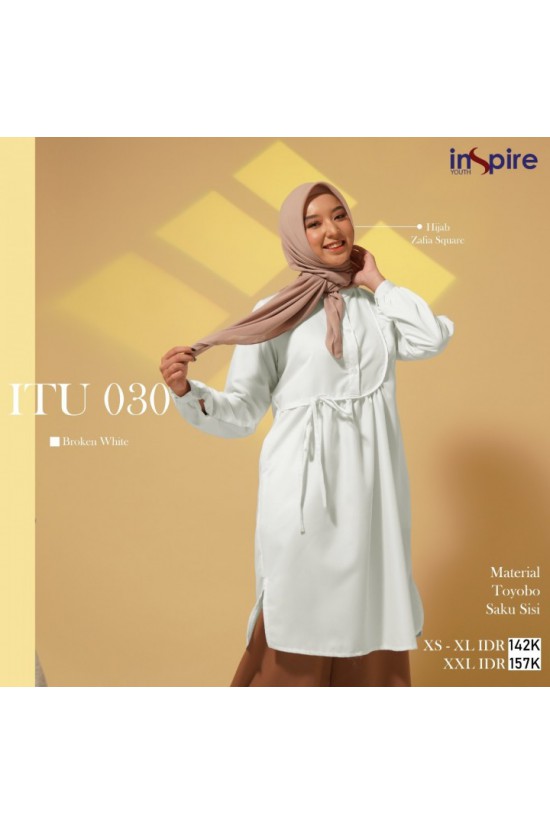 inSpire
YOUTH
Hijab
Zafia Square
ITU 030
Broken White
Material
Toyobo
Saku Sisi
XS - XL IDR 142K
XXL IDR 157K